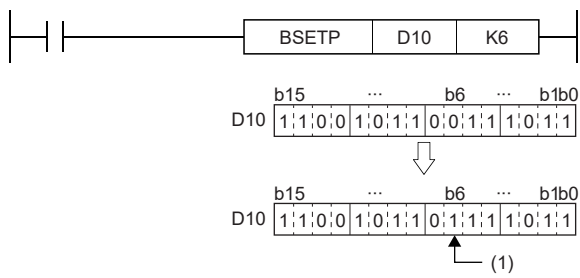 BSETP D10 K6
b15 ... b6 ... b1b0
D10 1 1 0 0 1 0 1 1 0 0 1 1 1 0 1 1
b15 ... b6 ... b1b0
D10 1 1 0 0 1 0 1 1 0 1 1 1 1 0 1 1
(1)